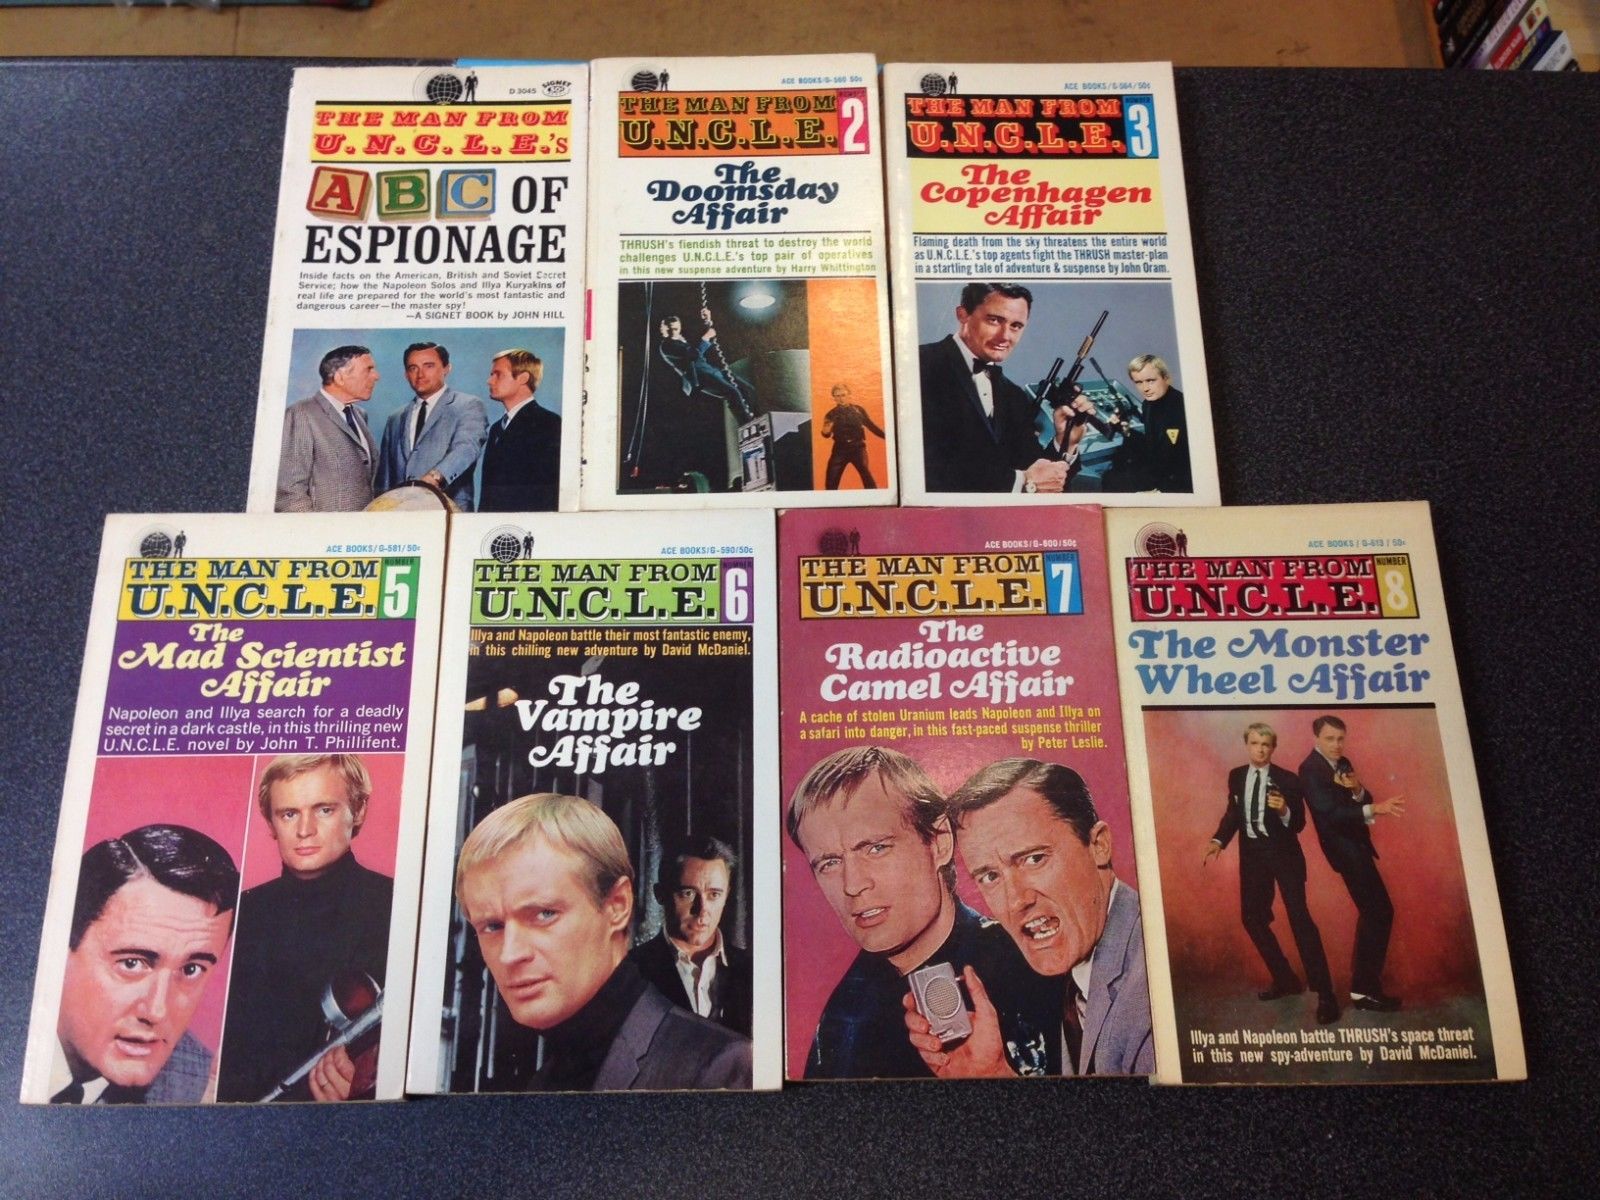 D 3045
SIGNET
THE MAN FROM
U.N.C.L.E.'s
ABC OF
ESPIONAGE
Inside facts on the American, British and Soviet Secret
Service; how the Napoleon Solos and Illya Kuryakins of
real life are prepared for the world's most fantastic and
dangerous career—the master spy!
—A SIGNET BOOK by JOHN HILL
ACE BOOKS/G-560 50c
THE MAN FROM
U.N.C.L.E.
2
The
Doomsday
Affair
THRUSH's fiendish threat to destroy the world
challenges U.N.C.L.E.'s top pair of operatives
in this new suspense adventure by Harry Whittington
ACE BOOKS/G-564/50c
THE MAN FROM
U.N.C.L.E.
NUMBER
3
The
Copenhagen
Affair
Flaming death from the sky threatens the entire world
as U.N.C.L.E.'s top agents fight the THRUSH master-plan
in a startling tale of adventure & suspense by John Oram.
ACE BOOKS/G-581/50c
THE MAN FROM
U.N.C.L.E.
NUMBER
5
The
Mad Scientist
Affair
Napoleon and Illya search for a deadly
secret in a dark castle, in this thrilling new
U.N.C.L.E. novel by John T. Phillifent.
ACE BOOKS/G-590/50c
THE MAN FROM
U.N.C.L.E.
NUMBER
6
Illya and Napoleon battle their most fantastic enemy,
in this chilling new adventure by David McDaniel.
The
Vampire
Affair
ACE BOOKS/G-600/50c
THE MAN FROM
U.N.C.L.E.
NUMBER
7
The
Radioactive
Camel Affair
A cache of stolen Uranium leads Napoleon and Illya on
a safari into danger, in this fast-paced suspense thriller
by Peter Leslie.
ACE BOOKS / G-613 / 50c
THE MAN FROM
U.N.C.L.E.
NUMBER
8
The Monster
Wheel Affair
Illya and Napoleon battle THRUSH's space threat
in this new spy-adventure by David McDaniel.